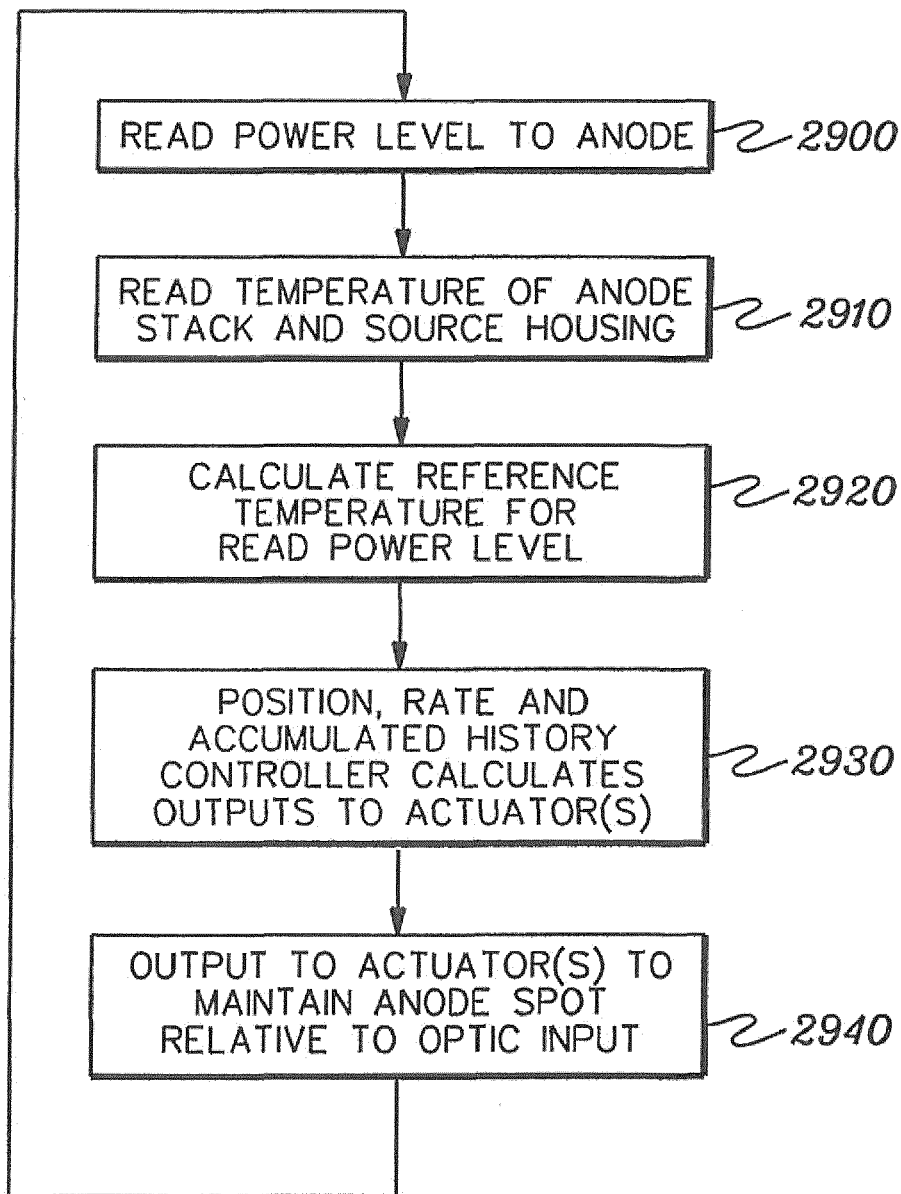 READ POWER LEVEL TO ANODE
2900
READ TEMPERATURE OF ANODE
STACK AND SOURCE HOUSING
2910
CALCULATE REFERENCE
TEMPERATURE FOR
READ POWER LEVEL
2920
POSITION, RATE AND
ACCUMULATED HISTORY
CONTROLLER CALCULATES
OUTPUTS TO ACTUATOR(S)
2930
OUTPUT TO ACTUATOR(S) TO
MAINTAIN ANODE SPOT
RELATIVE TO OPTIC INPUT
2940